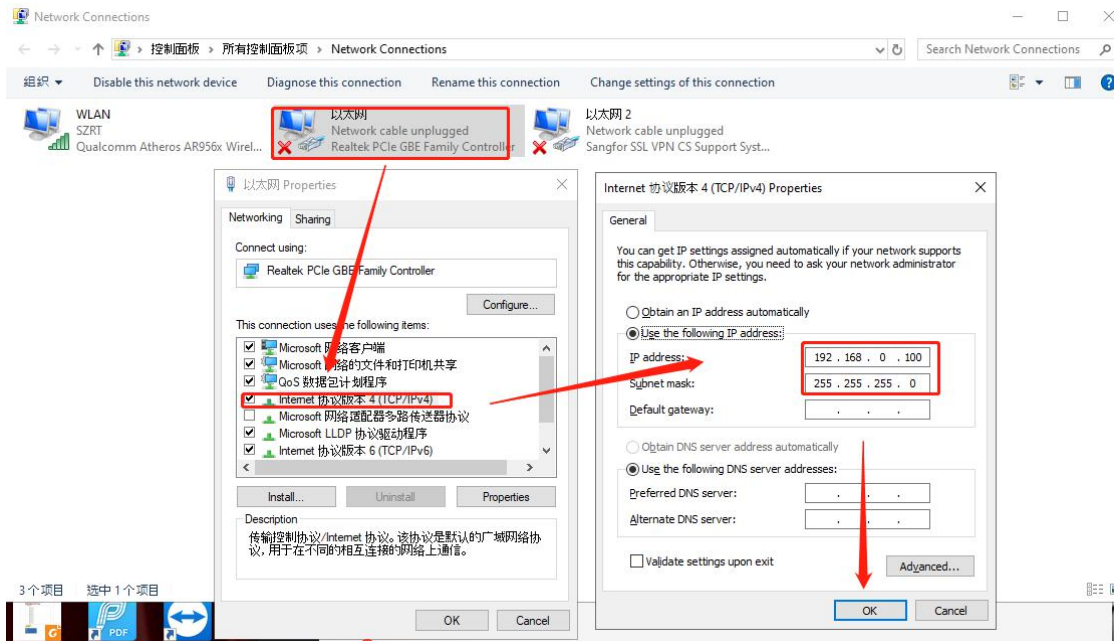 Network Connections
控制面板 › 所有控制面板项 › Network Connections
Search Network Connections
组织 Disable this network device Diagnose this connection Rename this connection Change settings of this connection
WLAN
SZRT
Qualcomm Atheros AR956x Wirel...
以太网
Network cable unplugged
Realtek PCIe GBE Family Controller
以太网 2
Network cable unplugged
Sangfor SSL VPN CS Support Syst...
以太网 Properties
Networking Sharing
Connect using:
Realtek PCIe GBE Family Controller
Configure...
This connection uses the following items:
Microsoft 网络客户端
Microsoft 网络的文件和打印机共享
QoS 数据包计划程序
Internet 协议版本 4 (TCP/IPv4)
Microsoft 网络适配器多路传送器协议
Microsoft LLDP 协议驱动程序
Internet 协议版本 6 (TCP/IPv6)
Install... Uninstall Properties
Description
传输控制协议/Internet 协议。该协议是默认的广域网络协
议，用于在不同的相互连接的网络上通信。
OK Cancel
Internet 协议版本 4 (TCP/IPv4) Properties
General
You can get IP settings assigned automatically if your network supports
this capability. Otherwise, you need to ask your network administrator
for the appropriate IP settings.
Obtain an IP address automatically
Use the following IP address:
IP address: 192 . 168 . 0 . 100
Subnet mask: 255 . 255 . 255 . 0
Default gateway: . . .
Obtain DNS server address automatically
Use the following DNS server addresses:
Preferred DNS server: . . .
Alternate DNS server: . . .
Validate settings upon exit
Advanced...
OK Cancel
3 个项目 选中 1 个项目
PDF